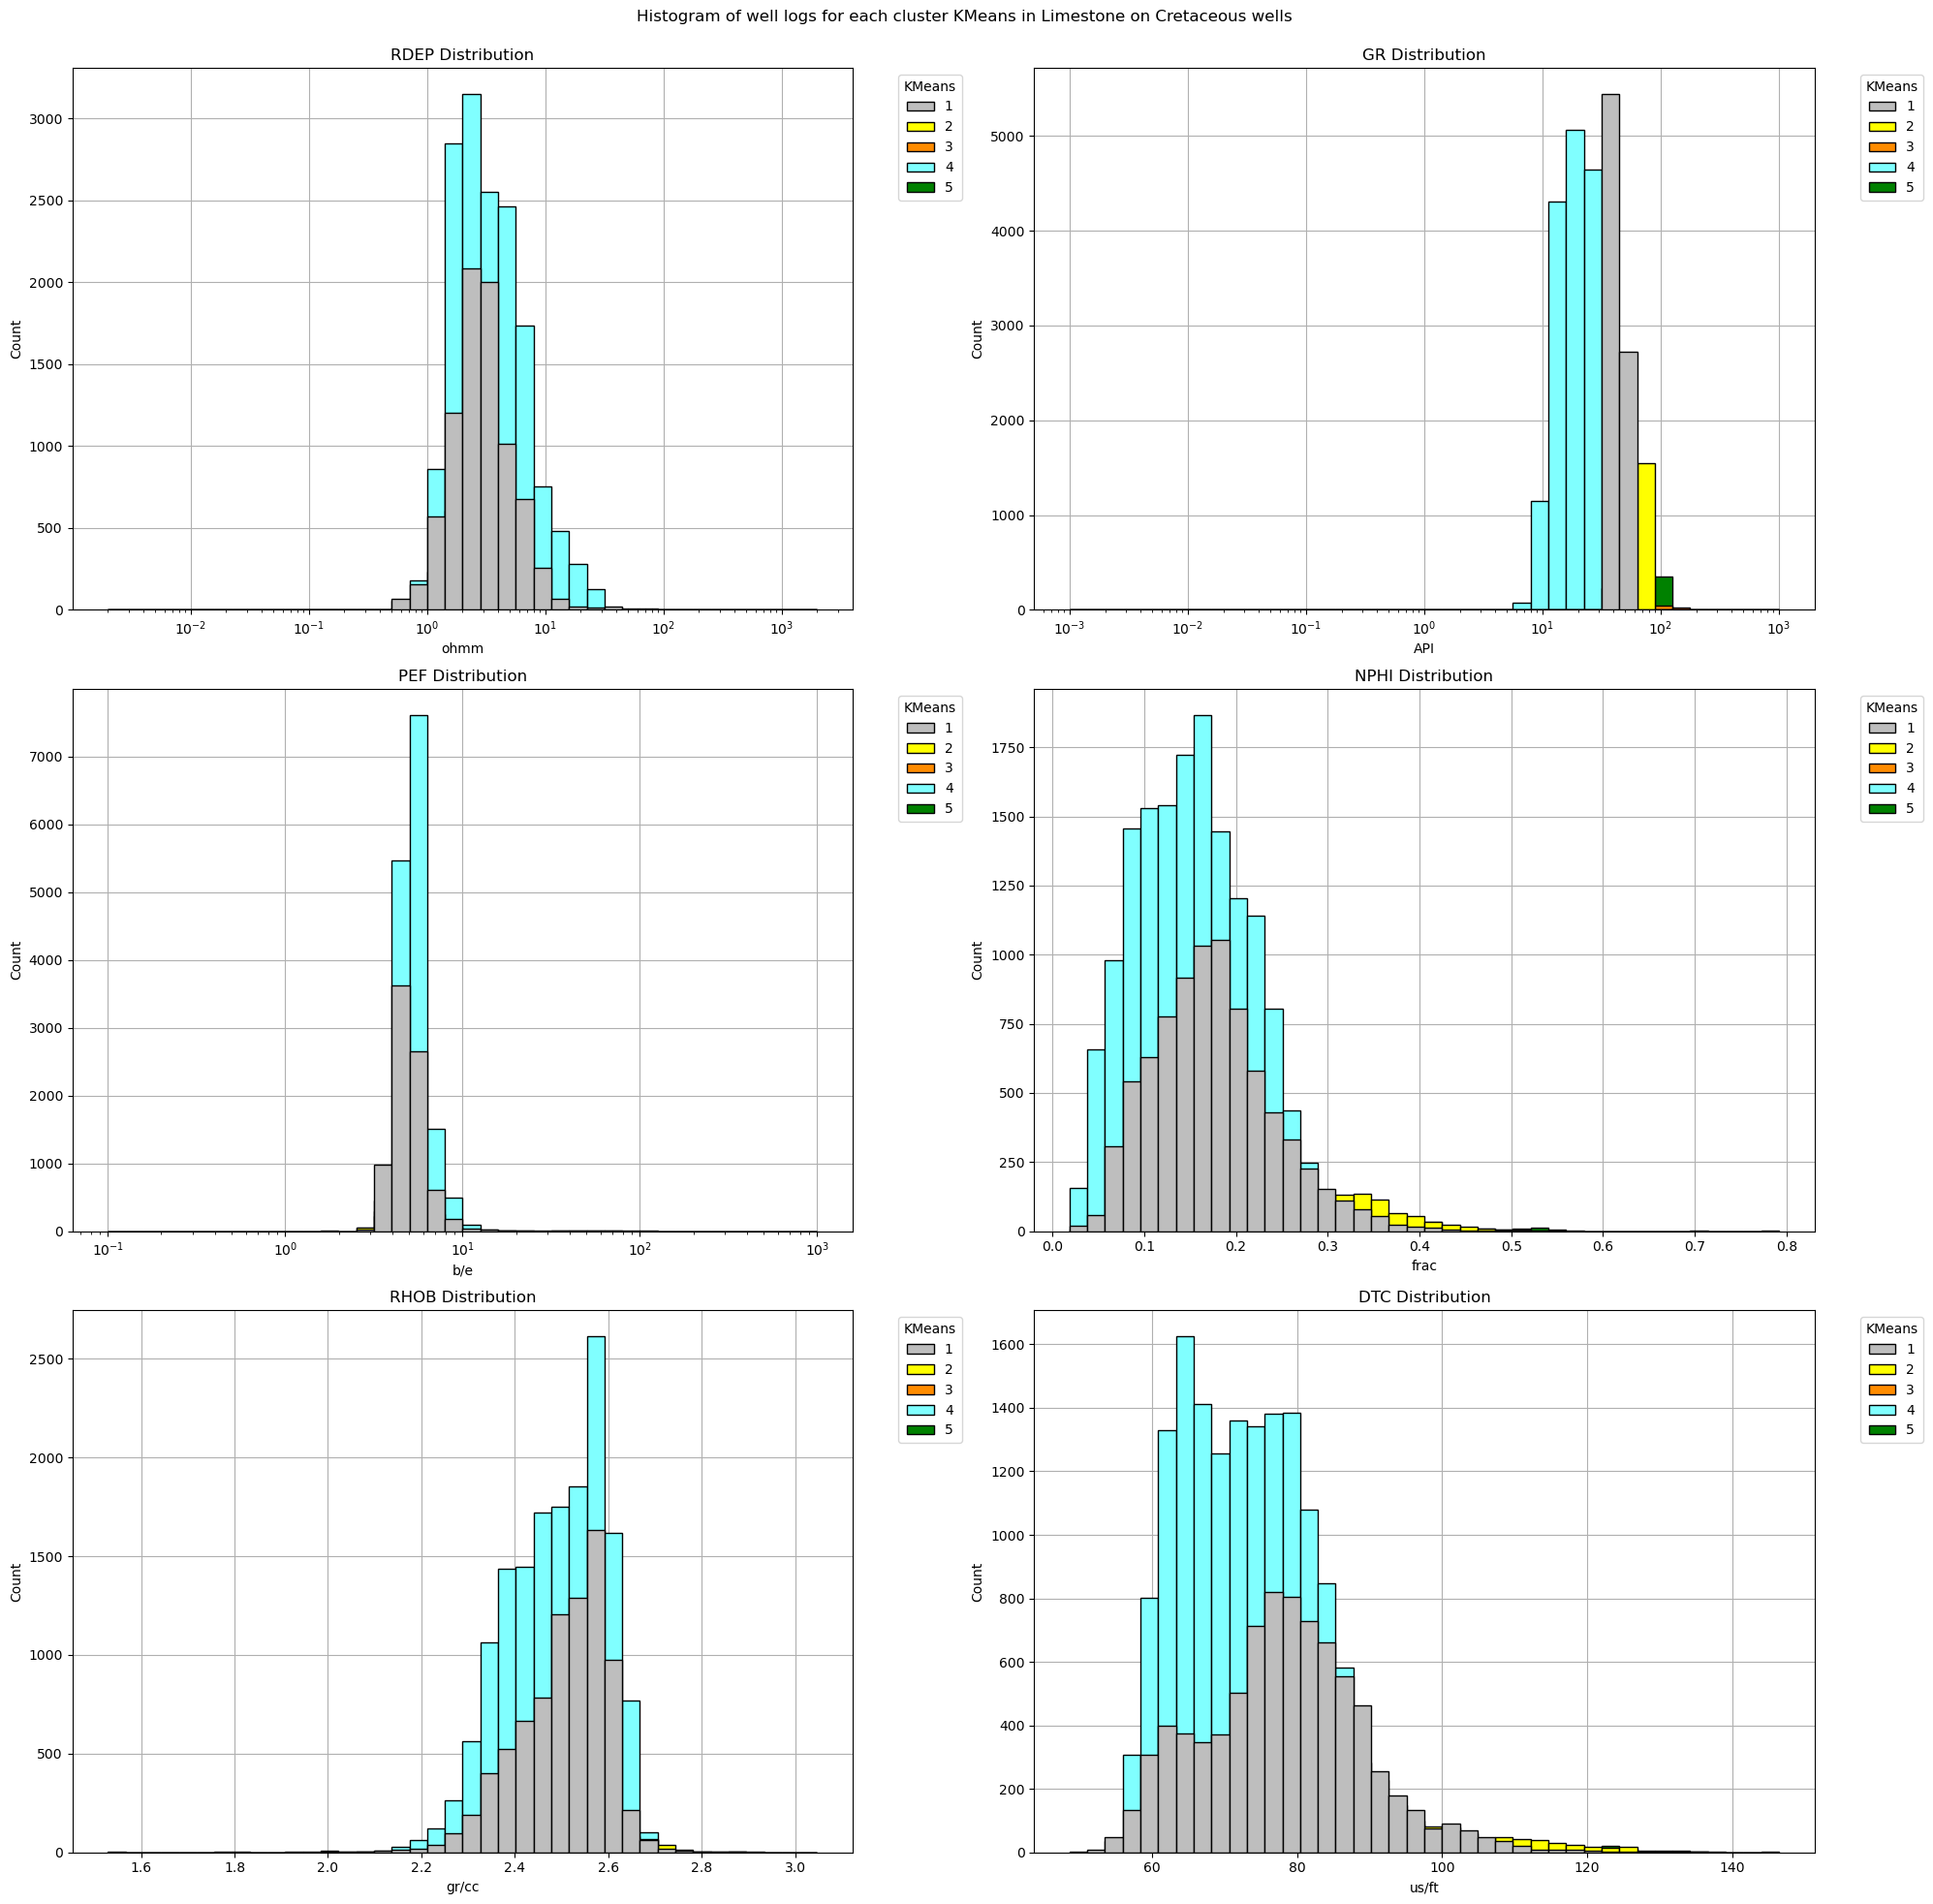 Histogram of well logs for each cluster KMeans in Limestone on Cretaceous wells
RDEP Distribution
Count
3000
2500
2000
1500
1000
500
0
10⁻² 10⁻¹ 10⁰ 10¹ 10² 10³
ohmm
KMeans
1
2
3
4
5
GR Distribution
Count
5000
4000
3000
2000
1000
0
10⁻³ 10⁻² 10⁻¹ 10⁰ 10¹ 10² 10³
API
KMeans
1
2
3
4
5
PEF Distribution
Count
7000
6000
5000
4000
3000
2000
1000
0
10⁻¹ 10⁰ 10¹ 10² 10³
b/e
KMeans
1
2
3
4
5
NPHI Distribution
Count
1750
1500
1250
1000
750
500
250
0
0.0 0.1 0.2 0.3 0.4 0.5 0.6 0.7 0.8
frac
KMeans
1
2
3
4
5
RHOB Distribution
Count
2500
2000
1500
1000
500
0
1.6 1.8 2.0 2.2 2.4 2.6 2.8 3.0
gr/cc
KMeans
1
2
3
4
5
DTC Distribution
Count
1600
1400
1200
1000
800
600
400
200
0
60 80 100 120 140
us/ft
KMeans
1
2
3
4
5